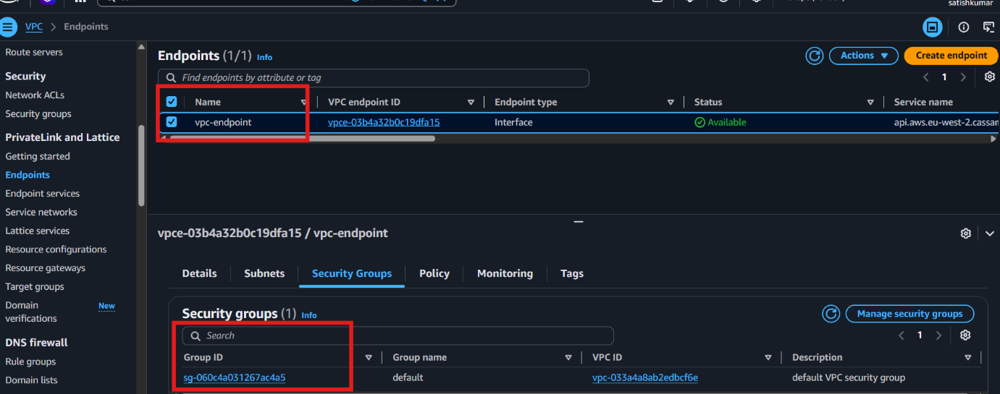 satishkumar
VPC > Endpoints
Route servers
Security
Network ACLs
Security groups
PrivateLink and Lattice
Getting started
Endpoints
Endpoint services
Service networks
Lattice services
Resource configurations
Resource gateways
Target groups
Domain verifications New
DNS firewall
Rule groups
Domain lists
Endpoints (1/1) Info
Actions
Create endpoint
Find endpoints by attribute or tag
1
Name VPC endpoint ID Endpoint type Status Service name
vpc-endpoint vpce-03b4a32b0c19dfa15 Interface Available api.aws.eu-west-2.cassan
vpce-03b4a32b0c19dfa15 / vpc-endpoint
Details Subnets Security Groups Policy Monitoring Tags
Security groups (1) Info
Manage security groups
Search
1
Group ID Group name VPC ID Description
sg-060c4a031267ac4a5 default vpc-033a4a8ab2edbcf6e default VPC security group